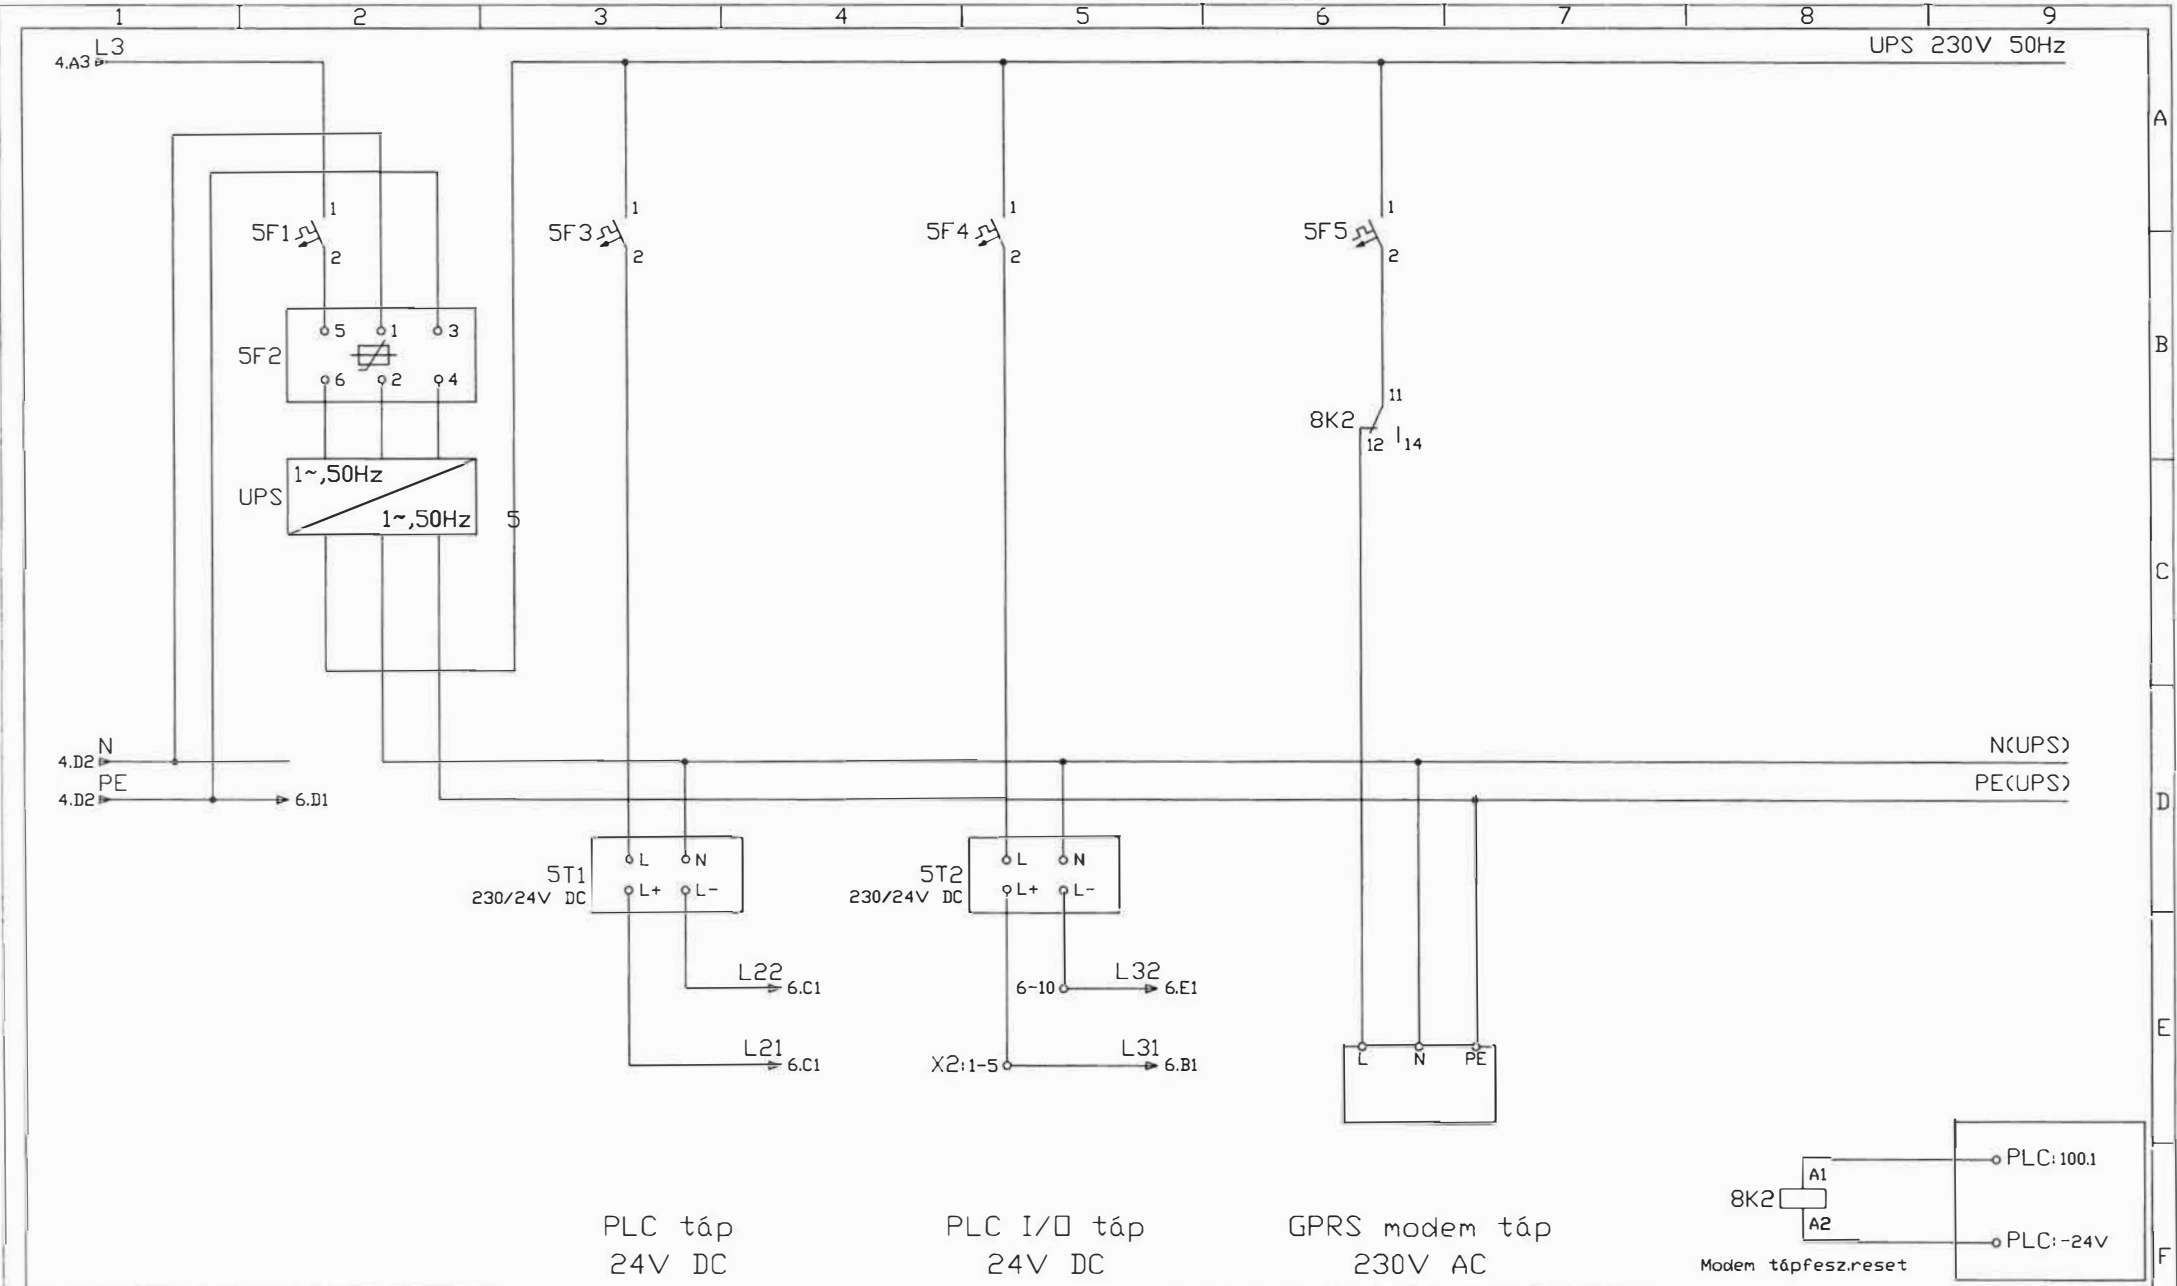 1 2 3 4 5 6 7 8 9
UPS 230V 50Hz
L3
4.A3
A
1
5F1
2
1
5F3
2
1
5F4
2
1
5F5
2
5 1 3
5F2
6 2 4
B
11
8K2
12 14
1~,50Hz
UPS
1~,50Hz
5
C
N
4.D2
PE
4.D2
6.D1
N(UPS)
PE(UPS)
D
L N
5T1
230/24V DC
L+ L-
L N
5T2
230/24V DC
L+ L-
L22
6.C1
L32
6-10
6.E1
L21
6.C1
L31
X2:1-5
6.B1
E
L N PE
PLC:100.1
A1
8K2
A2
PLC:-24V
Modem tápfesz.reset
PLC táp
24V DC
PLC I/O táp
24V DC
GPRS modem táp
230V AC
F